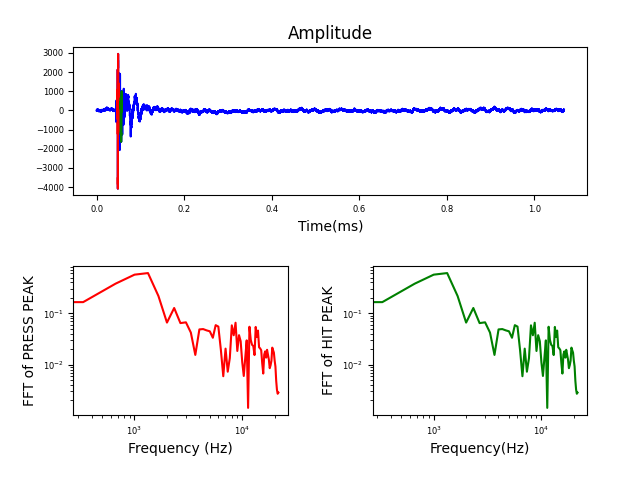 Amplitude
3000
2000
1000
0
−1000
−2000
−3000
−4000
0.0 0.2 0.4 0.6 0.8 1.0
Time(ms)
FFT of PRESS PEAK
10⁻¹
10⁻²
10³ 10⁴
Frequency (Hz)
FFT of HIT PEAK
10⁻¹
10⁻²
10³ 10⁴
Frequency(Hz)